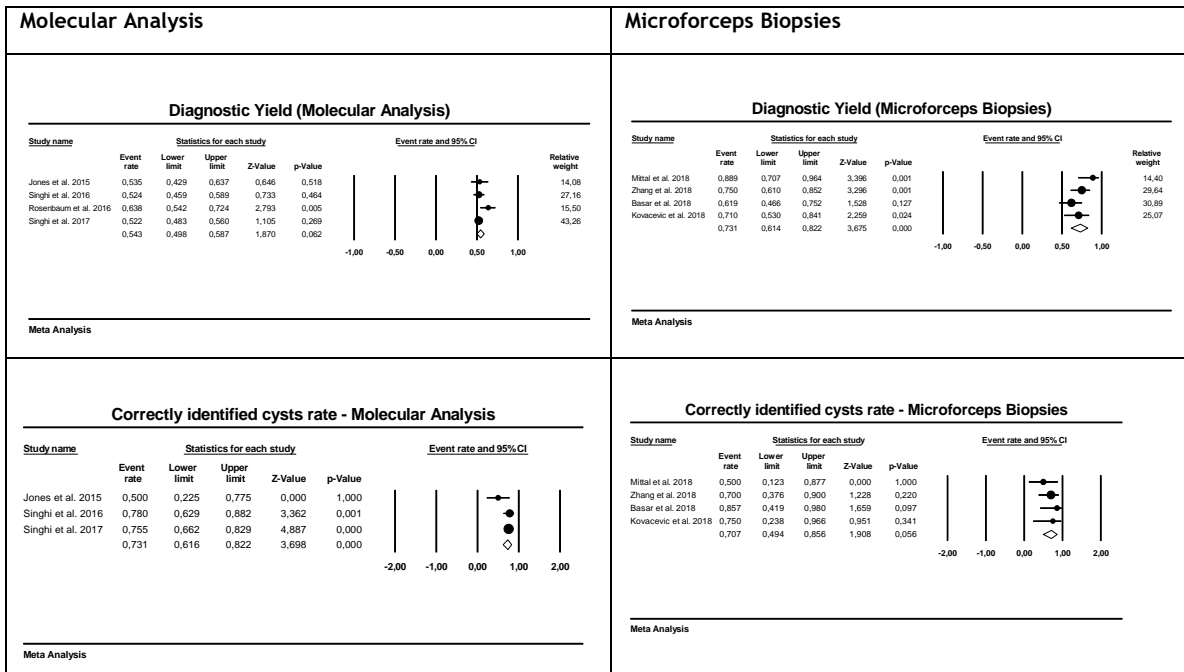 Molecular Analysis
Microforceps Biopsies
Diagnostic Yield (Molecular Analysis)
Study name Statistics for each study Event rate and 95% CI
Event rate Lower limit Upper limit Z-Value p-Value Relative weight
Jones et al. 2015 0,535 0,429 0,637 0,646 0,518 14,08
Singhi et al. 2016 0,524 0,459 0,589 0,733 0,464 27,16
Rosenbaum et al. 2016 0,638 0,542 0,724 2,793 0,005 15,50
Singhi et al. 2017 0,522 0,483 0,560 1,105 0,269 43,26
0,543 0,498 0,587 1,870 0,062
-1,00 -0,50 0,00 0,50 1,00
Meta Analysis
Diagnostic Yield (Microforceps Biopsies)
Study name Statistics for each study Event rate and 95% CI
Event rate Lower limit Upper limit Z-Value p-Value Relative weight
Mittal et al. 2018 0,889 0,707 0,964 3,396 0,001 14,40
Zhang et al. 2018 0,750 0,610 0,852 3,296 0,001 29,64
Basar et al. 2018 0,619 0,466 0,752 1,528 0,127 30,89
Kovacevic et al. 2018 0,710 0,530 0,841 2,259 0,024 25,07
0,731 0,614 0,822 3,675 0,000
-1,00 -0,50 0,00 0,50 1,00
Meta Analysis
Correctly identified cysts rate - Molecular Analysis
Study name Statistics for each study Event rate and 95% CI
Event rate Lower limit Upper limit Z-Value p-Value
Jones et al. 2015 0,500 0,225 0,775 0,000 1,000
Singhi et al. 2016 0,780 0,629 0,882 3,362 0,001
Singhi et al. 2017 0,755 0,662 0,829 4,887 0,000
0,731 0,616 0,822 3,698 0,000
-2,00 -1,00 0,00 1,00 2,00
Meta Analysis
Correctly identified cysts rate - Microforceps Biopsies
Study name Statistics for each study Event rate and 95% CI
Event rate Lower limit Upper limit Z-Value p-Value
Mittal et al. 2018 0,500 0,123 0,877 0,000 1,000
Zhang et al. 2018 0,700 0,376 0,900 1,228 0,220
Basar et al. 2018 0,857 0,419 0,980 1,659 0,097
Kovacevic et al. 2018 0,750 0,238 0,966 0,951 0,341
0,707 0,494 0,856 1,908 0,056
-2,00 -1,00 0,00 1,00 2,00
Meta Analysis